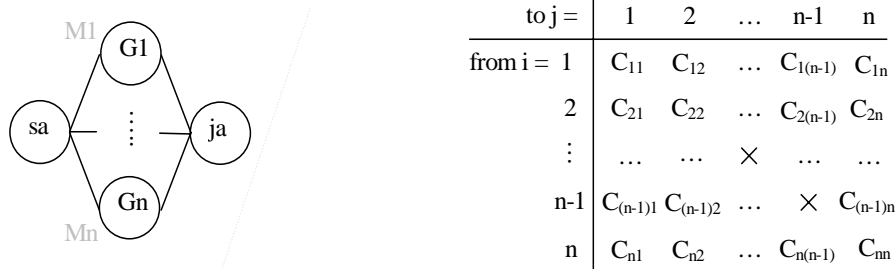 M1
G1
sa
ja
Gn
Mn
to j = 1 2 … n-1 n
from i = 1 C11 C12 … C1(n-1) C1n
2 C21 C22 … C2(n-1) C2n
⋮ … … × … …
n-1 C(n-1)1 C(n-1)2 … × C(n-1)n
n Cn1 Cn2 … Cn(n-1) Cnn